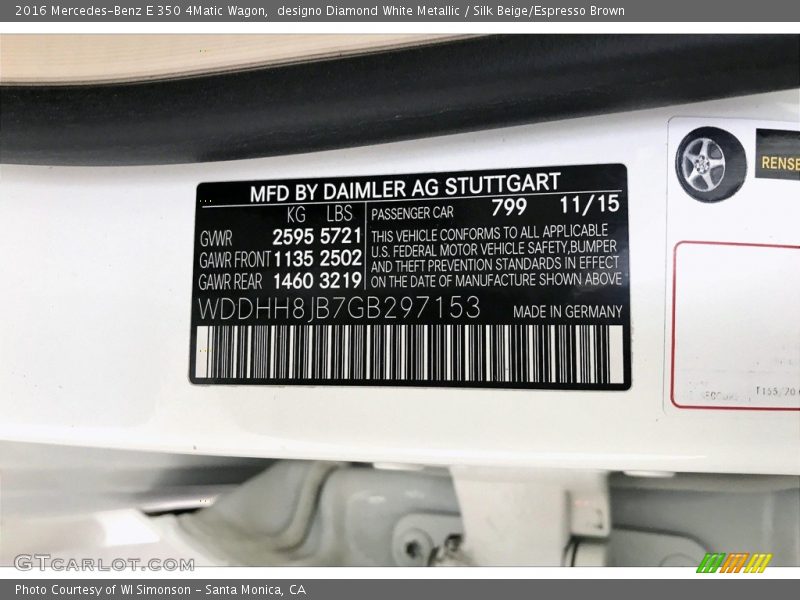 2016 Mercedes-Benz E 350 4Matic Wagon,  designo Diamond White Metallic / Silk Beige/Espresso Brown
MFD BY DAIMLER AG STUTTGART
KG LBS
GWR 2595 5721
GAWR FRONT 1135 2502
GAWR REAR 1460 3219
PASSENGER CAR 799 11/15
THIS VEHICLE CONFORMS TO ALL APPLICABLE
U.S. FEDERAL MOTOR VEHICLE SAFETY,BUMPER
AND THEFT PREVENTION STANDARDS IN EFFECT
ON THE DATE OF MANUFACTURE SHOWN ABOVE
WDDHH8JB7GB297153 MADE IN GERMANY
GTCARLOT.COM
Photo Courtesy of WI Simonson - Santa Monica, CA